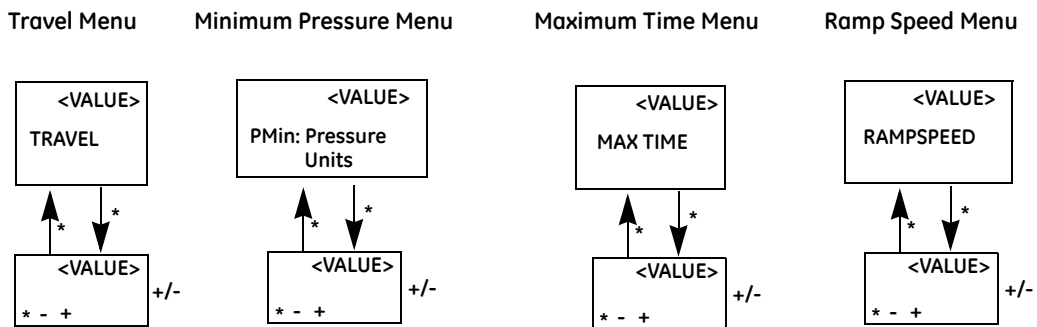 Travel Menu
Minimum Pressure Menu
Maximum Time Menu
Ramp Speed Menu
<VALUE>
TRAVEL
*
*
<VALUE>
* - +
+/-
<VALUE>
PMin: Pressure
Units
*
*
<VALUE>
* - +
+/-
<VALUE>
MAX TIME
*
*
<VALUE>
* - +
+/-
<VALUE>
RAMPSPEED
*
*
<VALUE>
* - +
+/-